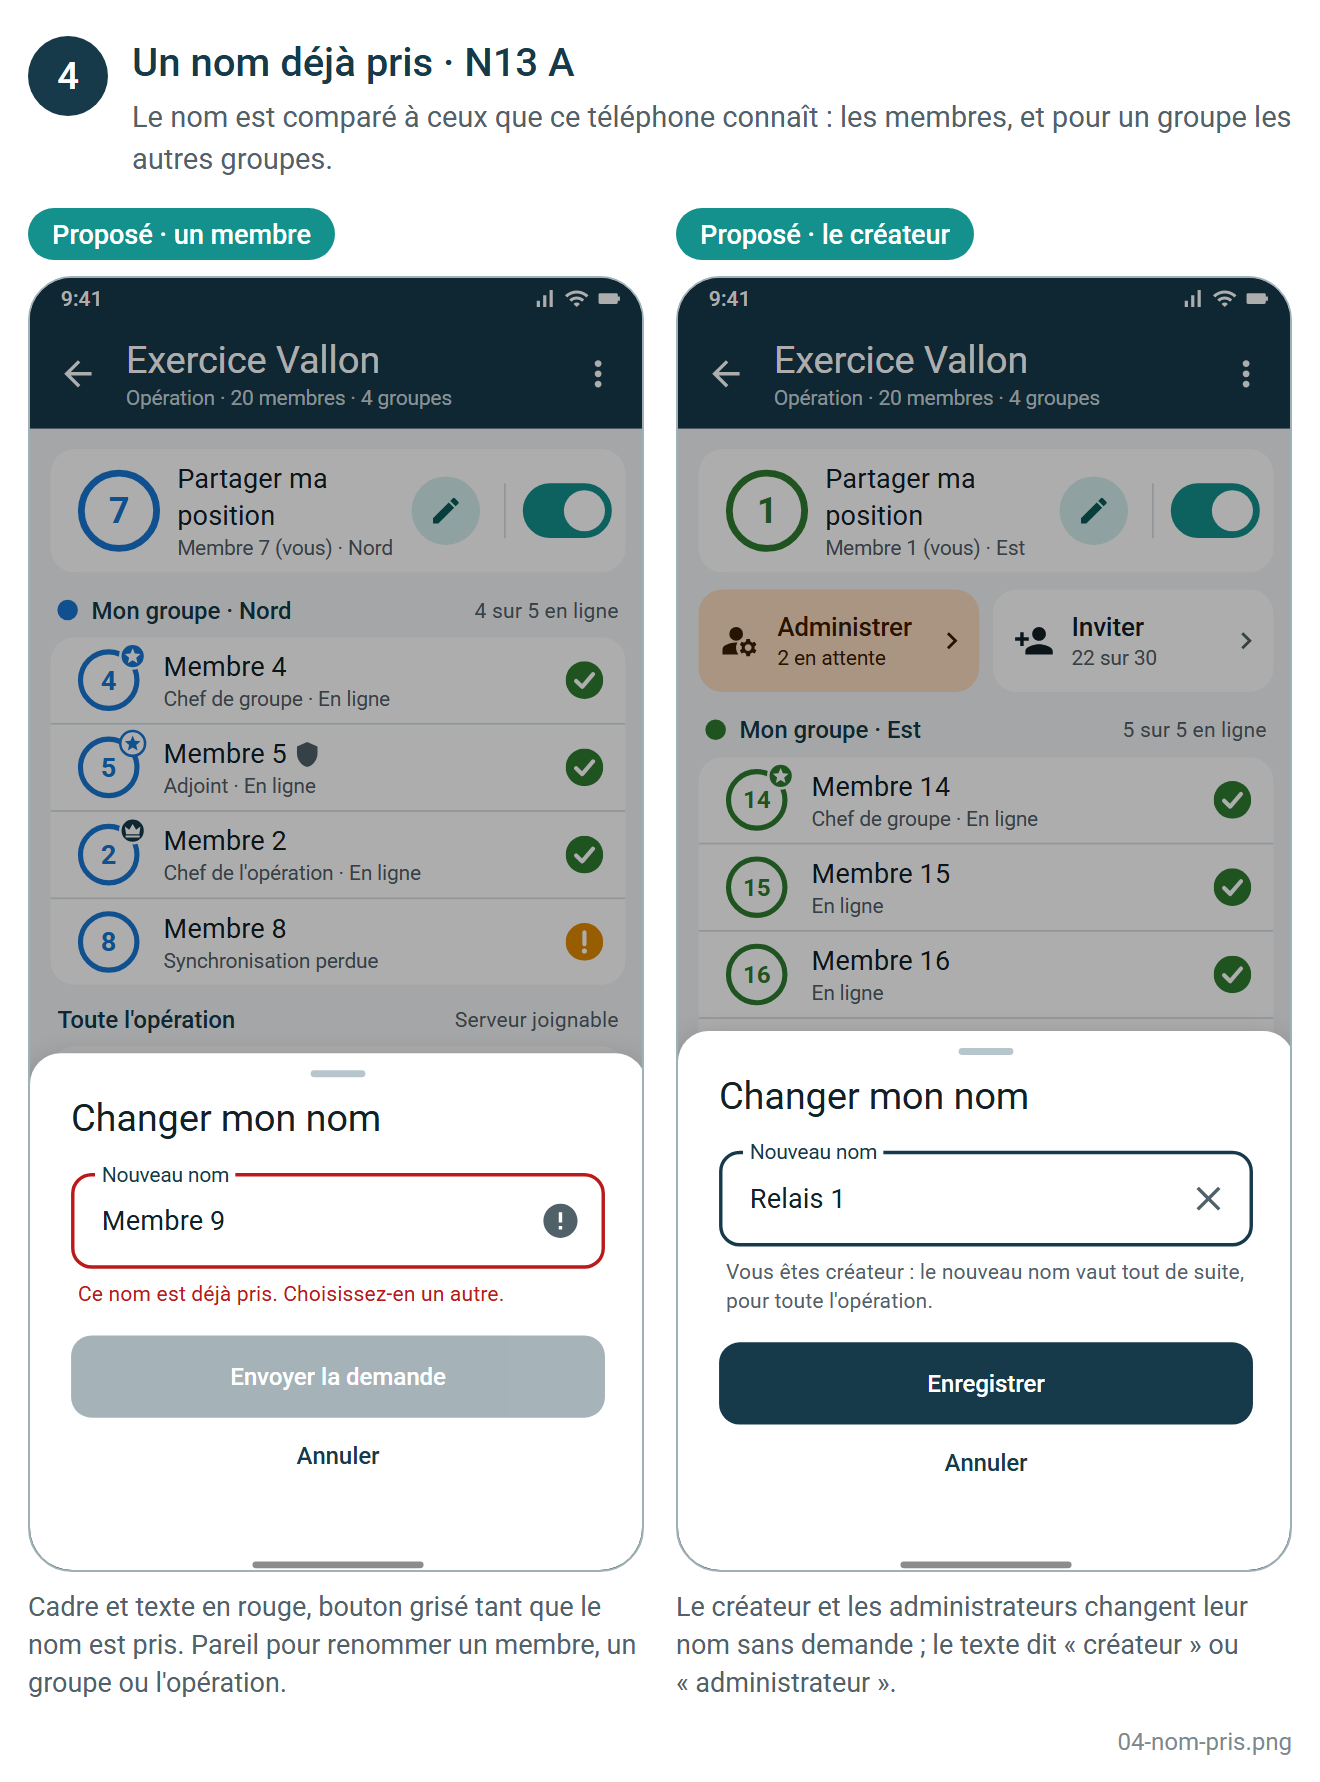 4
Un nom déjà pris · N13 A
Le nom est comparé à ceux que ce téléphone connaît : les membres, et pour un groupe les
autres groupes.
Proposé · un membre
9:41
Exercice Vallon
Opération · 20 membres · 4 groupes
7
Partager ma
position
Membre 7 (vous) · Nord
Mon groupe · Nord
4 sur 5 en ligne
4
Membre 4
Chef de groupe · En ligne
5
Membre 5
Adjoint · En ligne
2
Membre 2
Chef de l'opération · En ligne
8
Membre 8
Synchronisation perdue
Toute l'opération
Serveur joignable
Changer mon nom
Nouveau nom
Membre 9
Ce nom est déjà pris. Choisissez-en un autre.
Envoyer la demande
Annuler
Cadre et texte en rouge, bouton grisé tant que le
nom est pris. Pareil pour renommer un membre, un
groupe ou l'opération.
Proposé · le créateur
9:41
Exercice Vallon
Opération · 20 membres · 4 groupes
1
Partager ma
position
Membre 1 (vous) · Est
Administrer
2 en attente
Inviter
22 sur 30
Mon groupe · Est
5 sur 5 en ligne
14
Membre 14
Chef de groupe · En ligne
15
Membre 15
En ligne
16
Membre 16
En ligne
Changer mon nom
Nouveau nom
Relais 1
Vous êtes créateur : le nouveau nom vaut tout de suite,
pour toute l'opération.
Enregistrer
Annuler
Le créateur et les administrateurs changent leur
nom sans demande ; le texte dit « créateur » ou
« administrateur ».
04-nom-pris.png